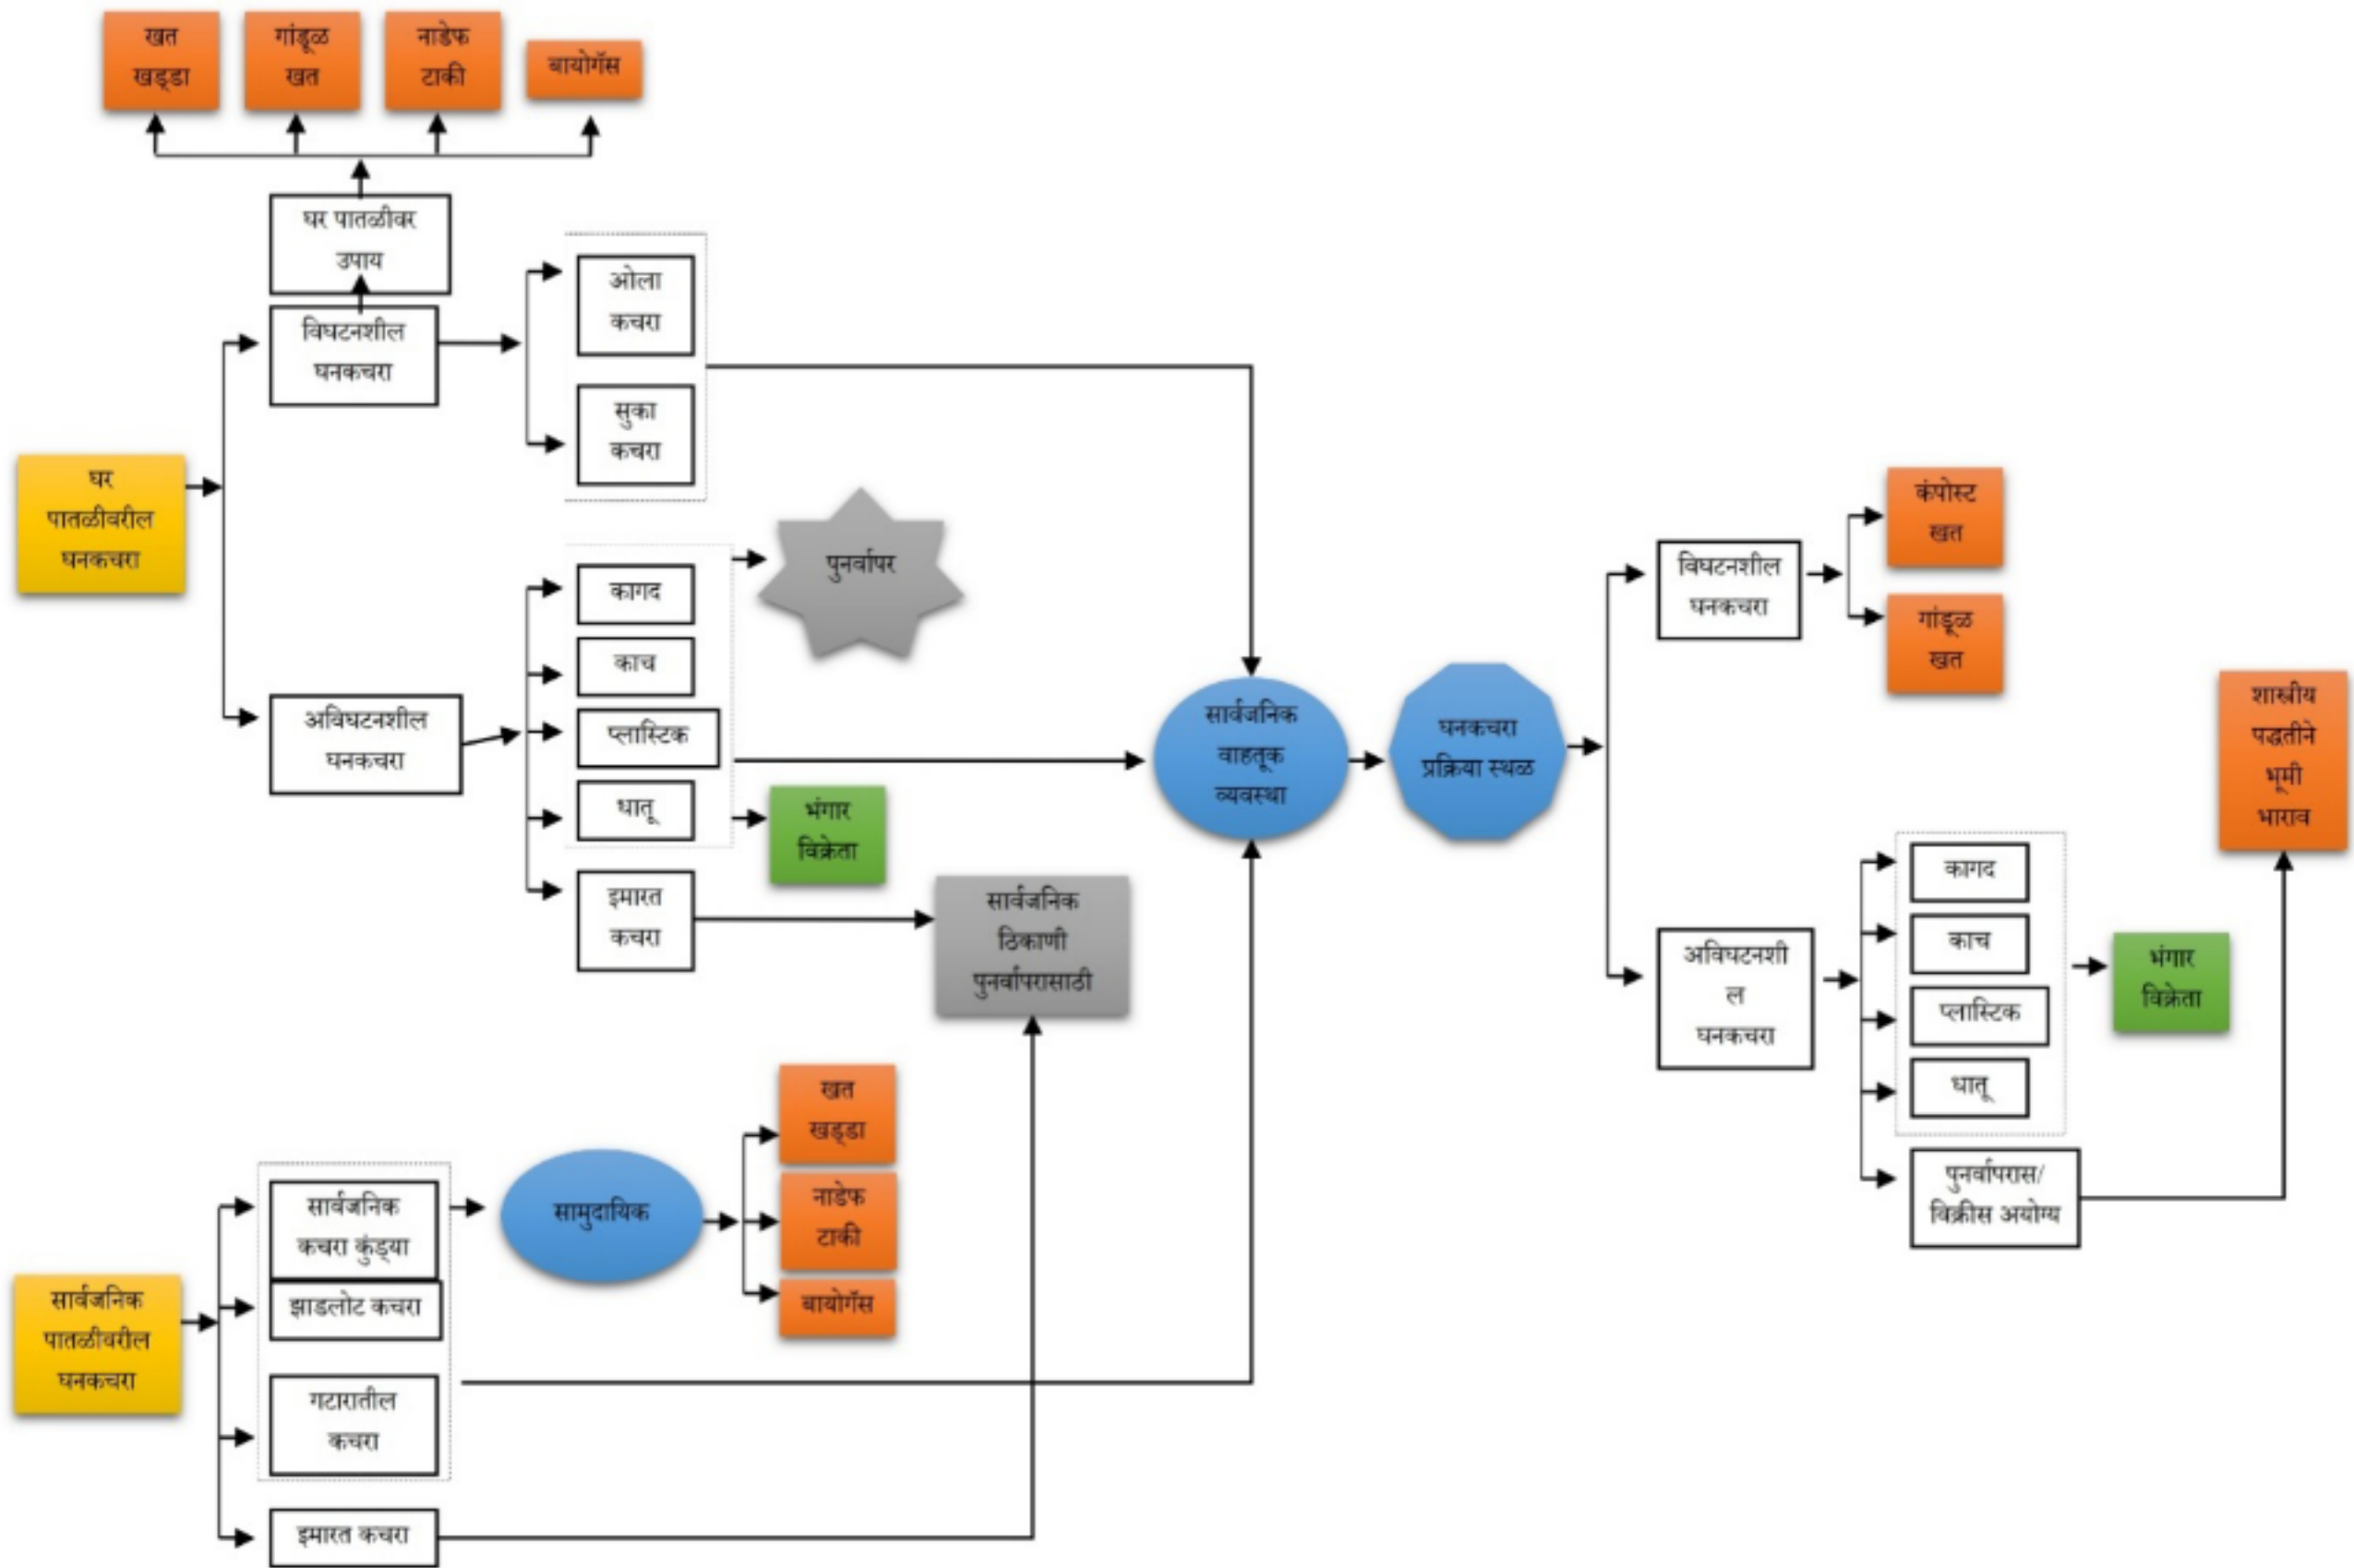 खत
खड्डा
गांडूळ
खत
नाडेफ
टाकी
बायोगॅस
घर पातळीवर
उपाय
विघटनशील
घनकचरा
ओला
कचरा
सुका
कचरा
घर
पातळीवरील
घनकचरा
अविघटनशील
घनकचरा
कागद
काच
प्लास्टिक
धातू
इमारत
कचरा
पुनर्वापर
भंगार
विक्रेता
सार्वजनिक
ठिकाणी
पुनर्वापरासाठी
सार्वजनिक
वाहतूक
व्यवस्था
घनकचरा
प्रक्रिया स्थळ
विघटनशील
घनकचरा
कंपोस्ट
खत
गांडूळ
खत
अविघटनशी
ल
घनकचरा
कागद
काच
प्लास्टिक
धातू
पुनर्वापरास/
विक्रीस अयोग्य
भंगार
विक्रेता
शास्त्रीय
पद्धतीने
भूमी
भाराव
सार्वजनिक
पातळीवरील
घनकचरा
सार्वजनिक
कचरा कुंड्या
झाडलोट कचरा
गटारातील
कचरा
इमारत कचरा
सामुदायिक
खत
खड्डा
नाडेफ
टाकी
बायोगॅस